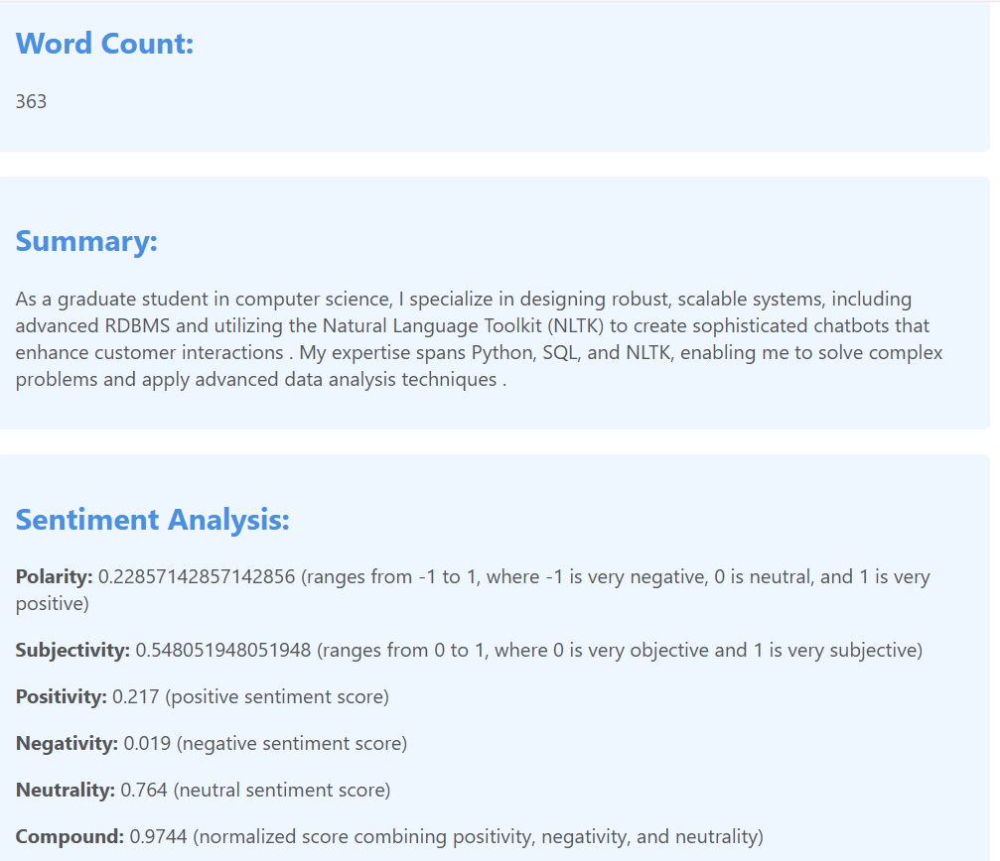 Word Count:
363
Summary:
As a graduate student in computer science, I specialize in designing robust, scalable systems, including
advanced RDBMS and utilizing the Natural Language Toolkit (NLTK) to create sophisticated chatbots that
enhance customer interactions . My expertise spans Python, SQL, and NLTK, enabling me to solve complex
problems and apply advanced data analysis techniques .
Sentiment Analysis:
Polarity: 0.22857142857142856 (ranges from -1 to 1, where -1 is very negative, 0 is neutral, and 1 is very
positive)
Subjectivity: 0.548051948051948 (ranges from 0 to 1, where 0 is very objective and 1 is very subjective)
Positivity: 0.217 (positive sentiment score)
Negativity: 0.019 (negative sentiment score)
Neutrality: 0.764 (neutral sentiment score)
Compound: 0.9744 (normalized score combining positivity, negativity, and neutrality)